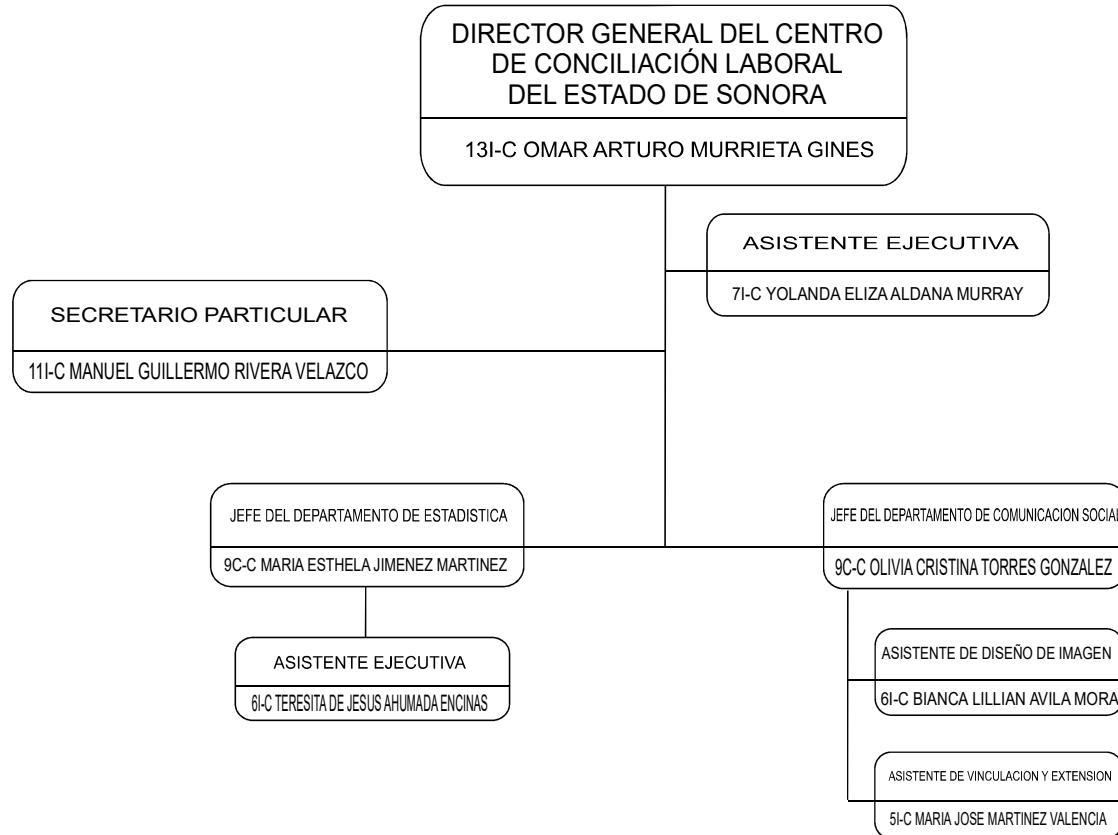 DIRECTOR GENERAL DEL CENTRO
DE CONCILIACIÓN LABORAL
DEL ESTADO DE SONORA
13I-C OMAR ARTURO MURRIETA GINES
ASISTENTE EJECUTIVA
7I-C YOLANDA ELIZA ALDANA MURRAY
SECRETARIO PARTICULAR
11I-C MANUEL GUILLERMO RIVERA VELAZCO
JEFE DEL DEPARTAMENTO DE ESTADISTICA
9C-C MARIA ESTHELA JIMENEZ MARTINEZ
ASISTENTE EJECUTIVA
6I-C TERESITA DE JESUS AHUMADA ENCINAS
JEFE DEL DEPARTAMENTO DE COMUNICACION SOCIAL
9C-C OLIVIA CRISTINA TORRES GONZALEZ
ASISTENTE DE DISEÑO DE IMAGEN
6I-C BIANCA LILLIAN AVILA MORA
ASISTENTE DE VINCULACION Y EXTENSION
5I-C MARIA JOSE MARTINEZ VALENCIA